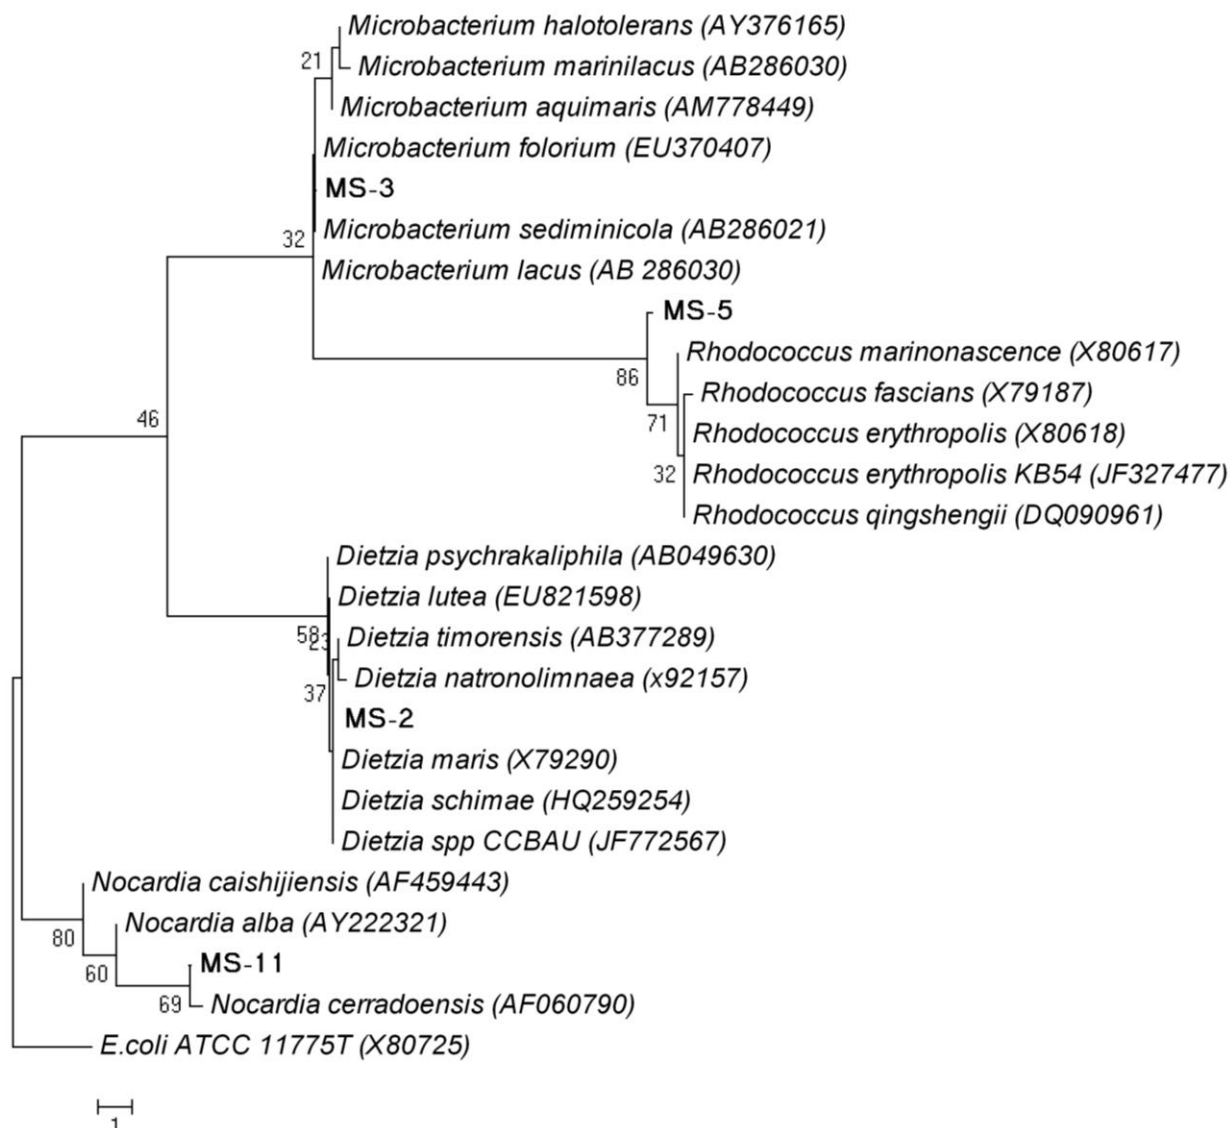 Microbacterium halotolerans (AY376165)
21
Microbacterium marinilacus (AB286030)
Microbacterium aquimaris (AM778449)
Microbacterium folorium (EU370407)
MS-3
Microbacterium sediminicola (AB286021)
32
Microbacterium lacus (AB 286030)
MS-5
Rhodococcus marinonascence (X80617)
86
Rhodococcus fascians (X79187)
46
71
Rhodococcus erythropolis (X80618)
32
Rhodococcus erythropolis KB54 (JF327477)
Rhodococcus qingshengii (DQ090961)
Dietzia psychrakaliphila (AB049630)
Dietzia lutea (EU821598)
58
23
Dietzia timorensis (AB377289)
Dietzia natronolimnaea (x92157)
37
MS-2
Dietzia maris (X79290)
Dietzia schimae (HQ259254)
Dietzia spp CCBAU (JF772567)
Nocardia caishijiensis (AF459443)
Nocardia alba (AY222321)
80
MS-11
60
69
Nocardia cerradoensis (AF060790)
E.coli ATCC 11775T (X80725)
1